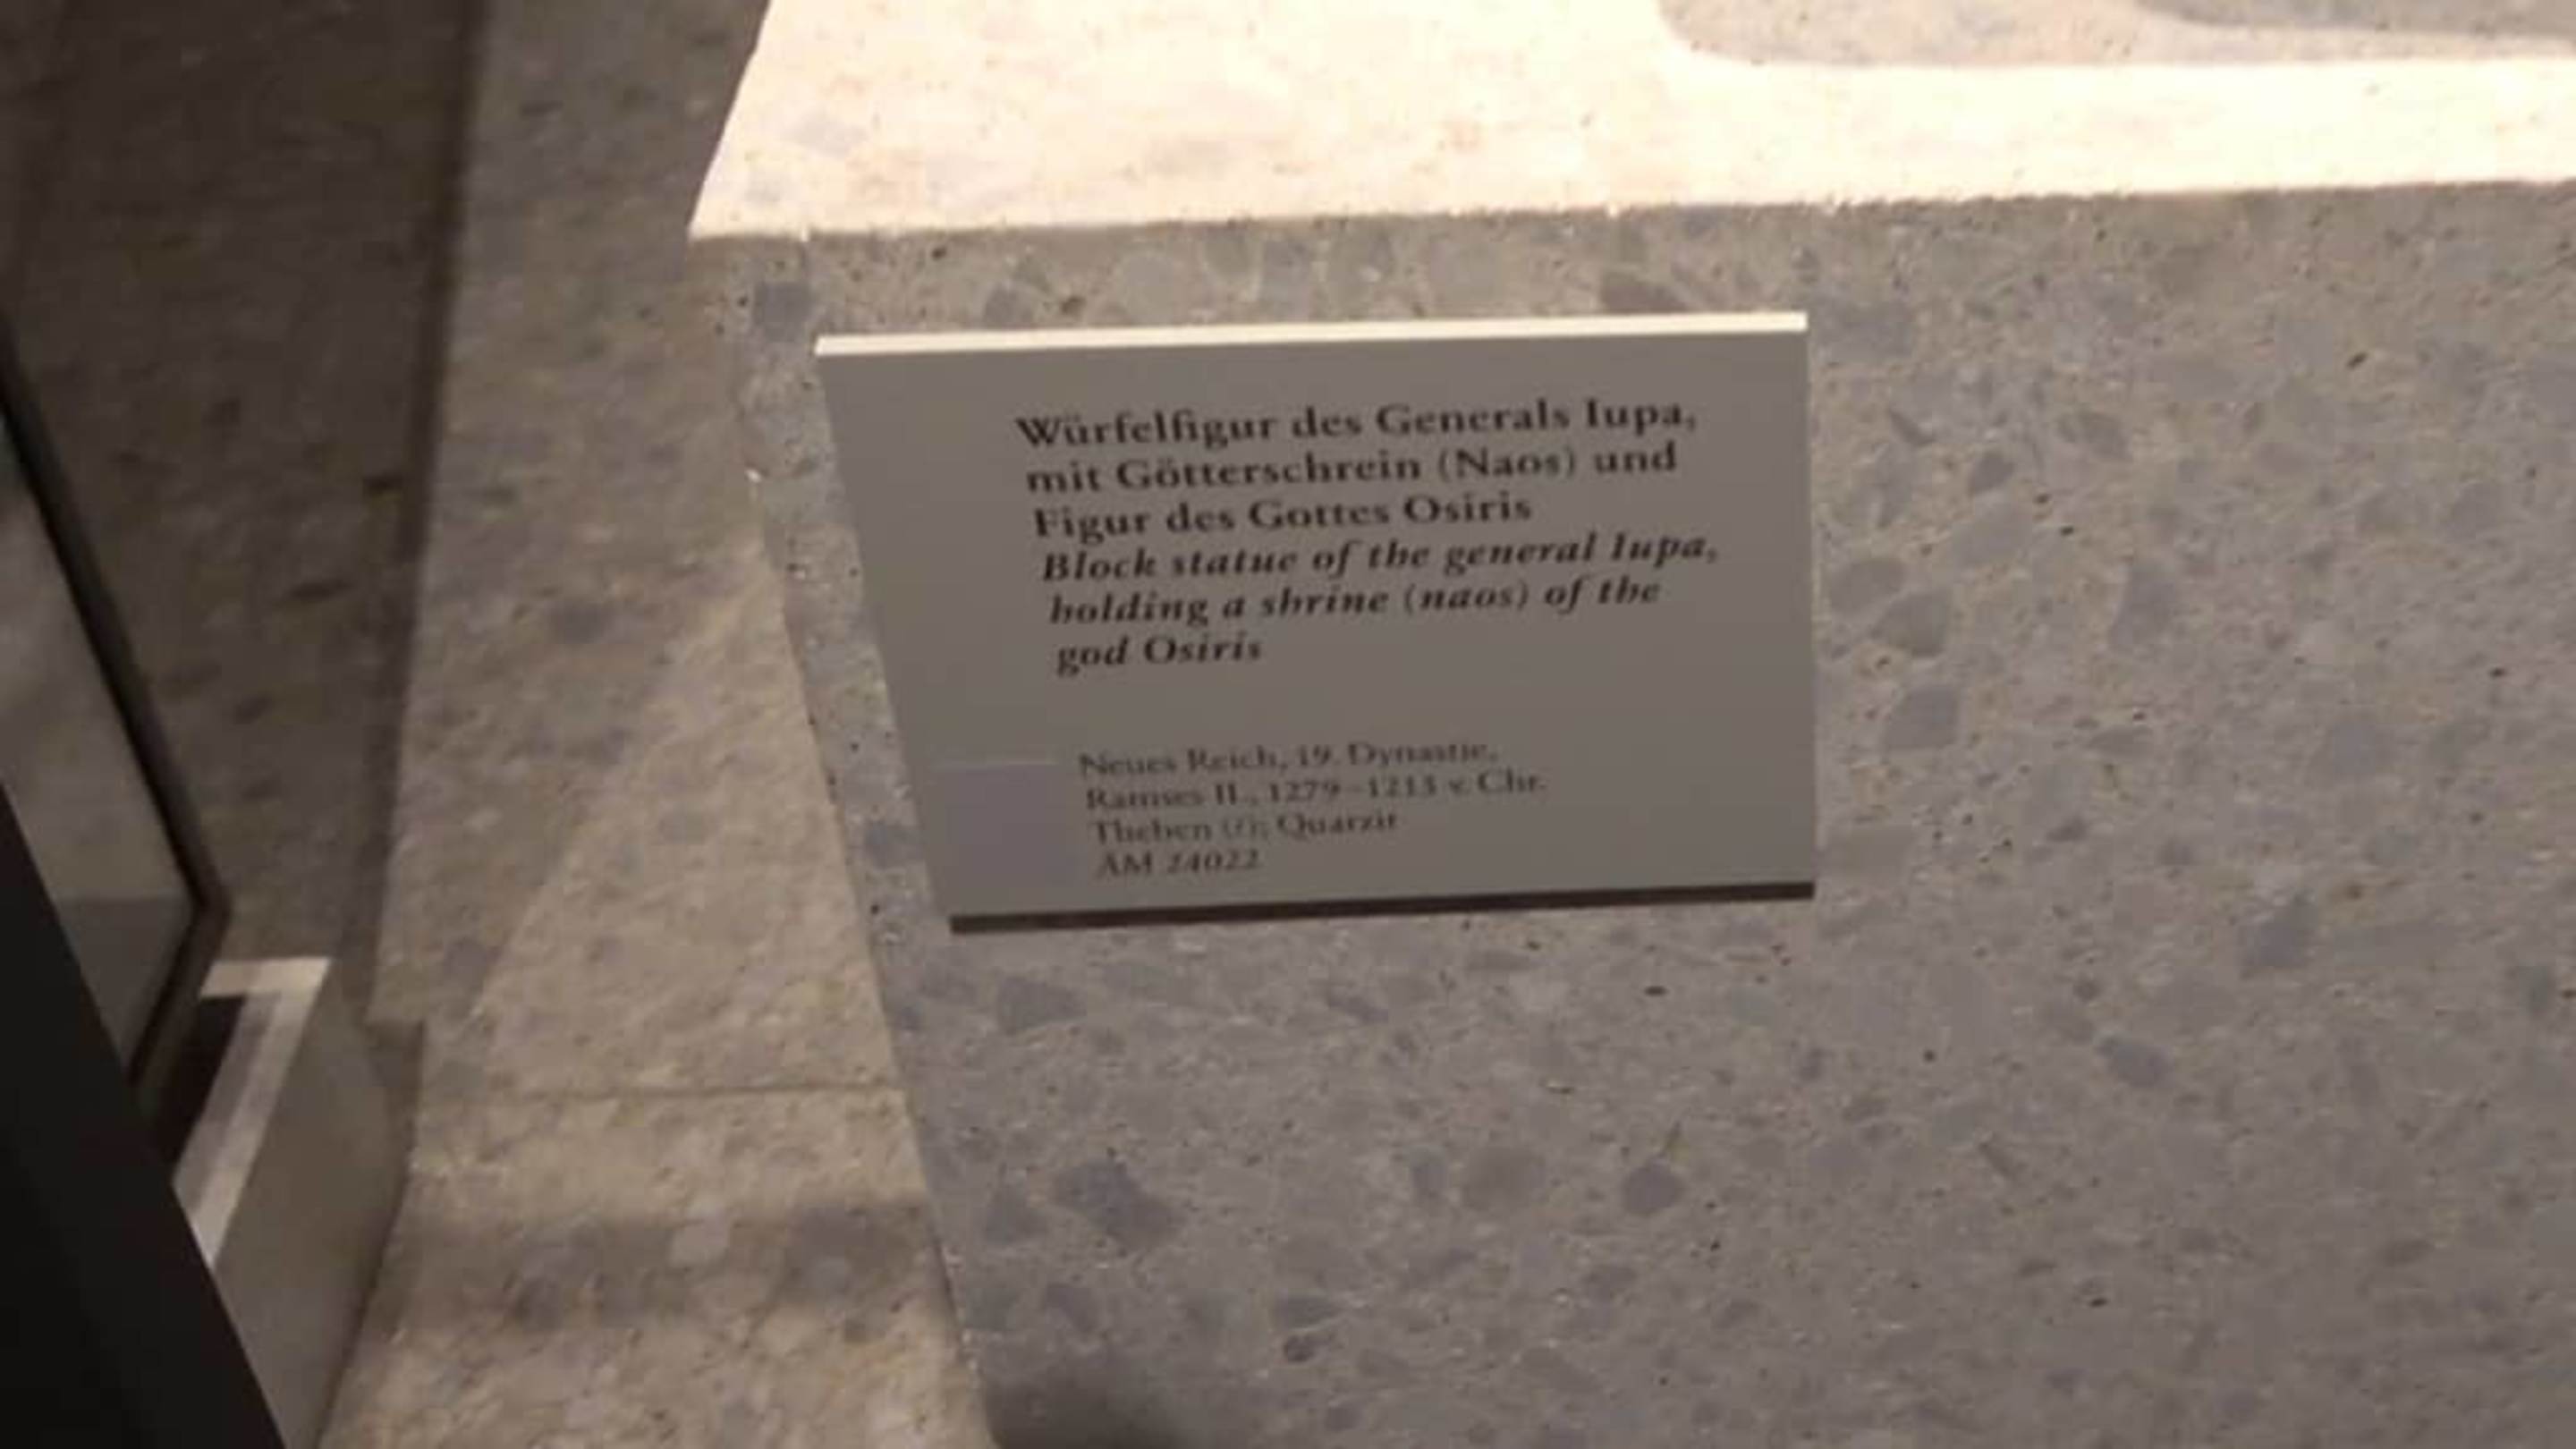 Würfelfigur des Generals Iupa,
mit Götterschrein (Naos) und
Figur des Gottes Osiris
Block statue of the general Iupa,
holding a shrine (naos) of the
god Osiris
Neues Reich, 19. Dynastie,
Ramses II., 1279–1213 v. Chr.
Theben (?); Quarzit
ÄM 24022